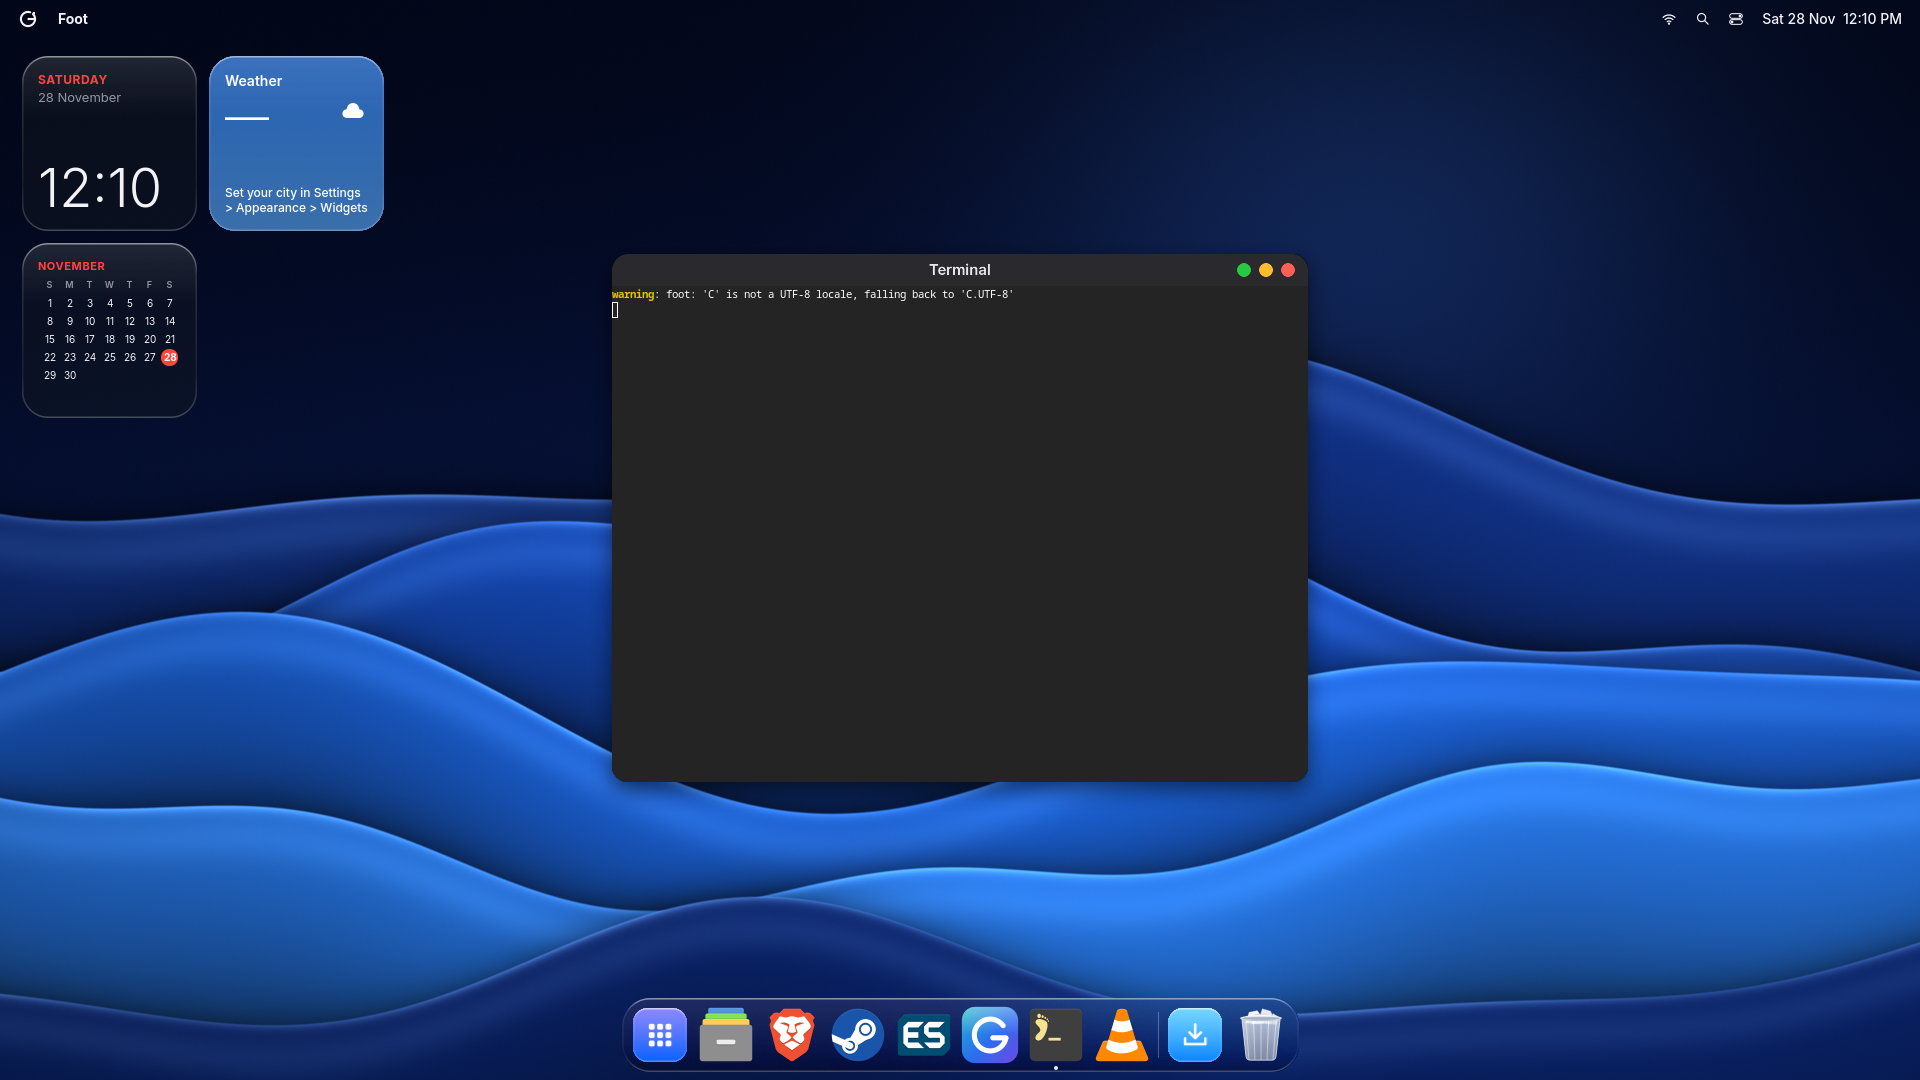 Foot
Sat 28 Nov 12:10 PM
SATURDAY
28 November
12:10
Weather
Set your city in Settings
> Appearance > Widgets
NOVEMBER
S M T W T F S
1 2 3 4 5 6 7
8 9 10 11 12 13 14
15 16 17 18 19 20 21
22 23 24 25 26 27 28
29 30
Terminal
warning: foot: 'C' is not a UTF-8 locale, falling back to 'C.UTF-8'
ES